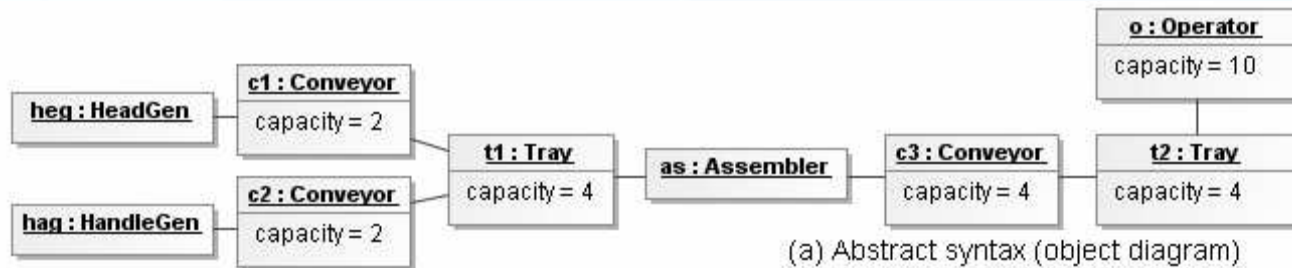 o : Operator
capacity = 10
c1 : Conveyor
capacity = 2
heg : HeadGen
t1 : Tray
capacity = 4
as : Assembler
c3 : Conveyor
capacity = 4
t2 : Tray
capacity = 4
c2 : Conveyor
capacity = 2
hag : HandleGen
(a) Abstract syntax (object diagram)